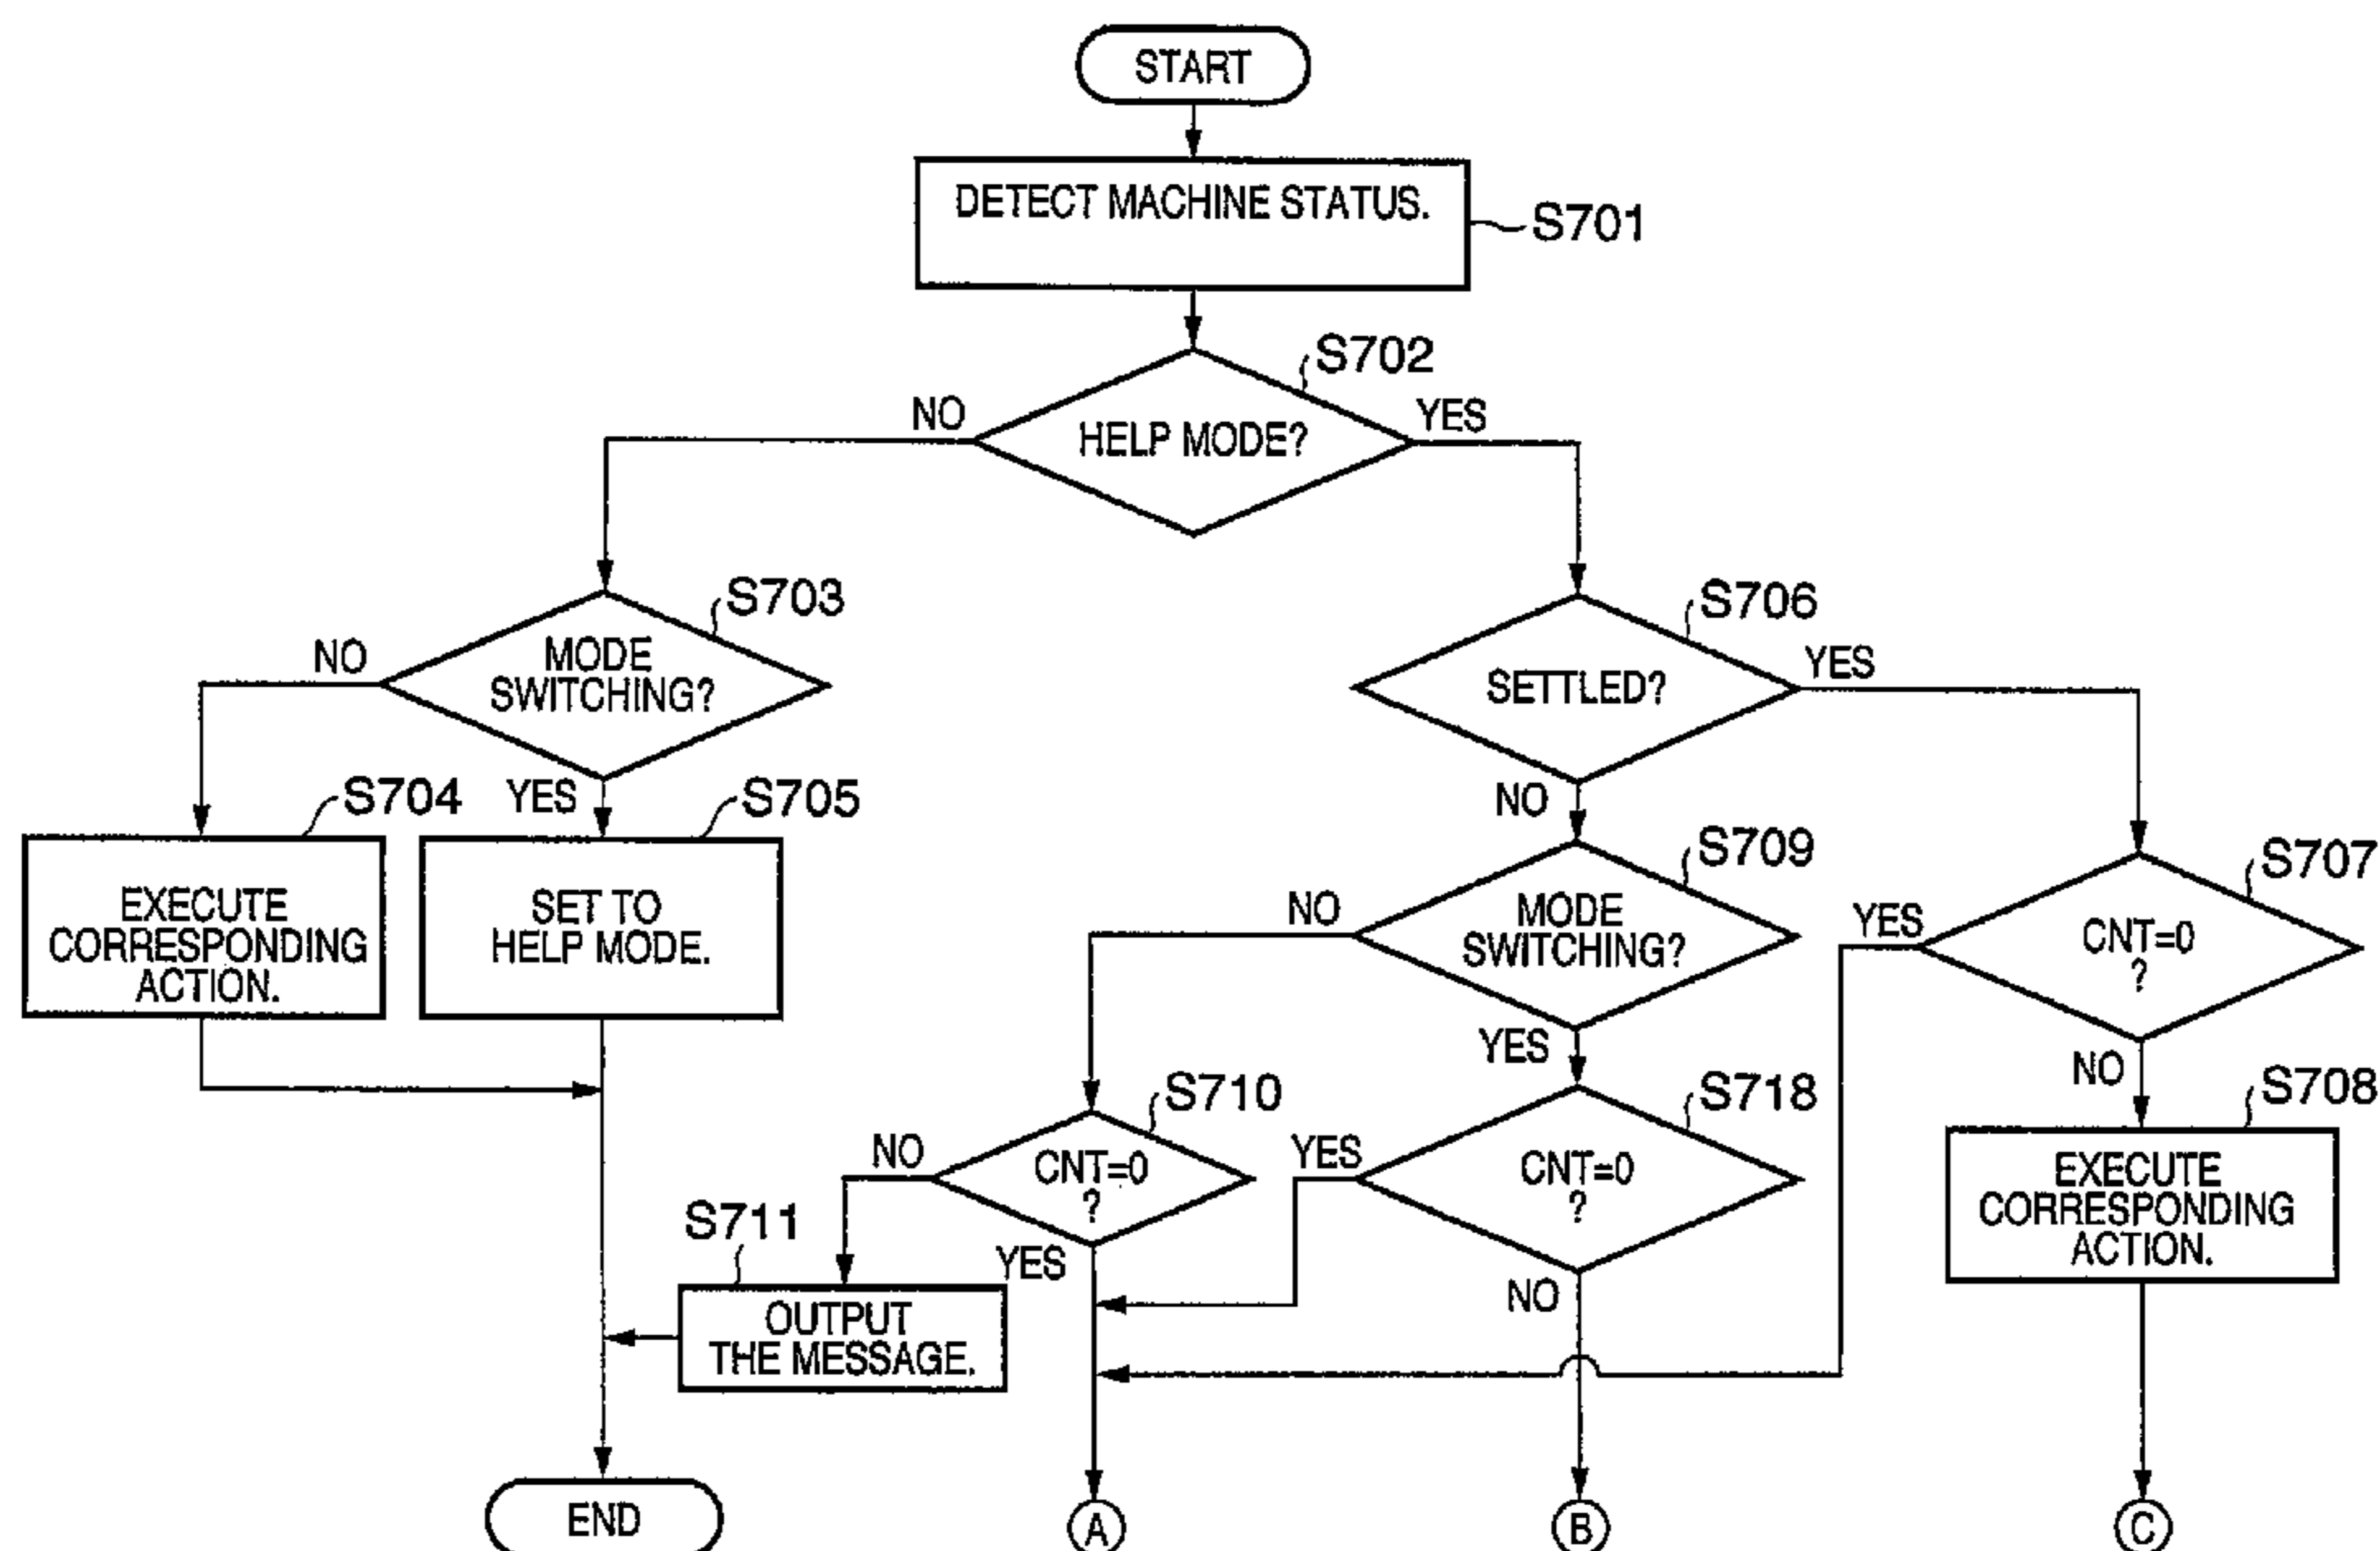 START
DETECT MACHINE STATUS.
S701
S702
NO
HELP MODE?
YES
S703
NO
MODE
SWITCHING?
YES
S706
SETTLED?
YES
NO
S704
EXECUTE
CORRESPONDING
ACTION.
S705
SET TO
HELP MODE.
S709
NO
MODE
SWITCHING?
YES
S707
YES
CNT=0
?
NO
S710
NO
CNT=0
?
YES
S718
YES
CNT=0
?
NO
S708
EXECUTE
CORRESPONDING
ACTION.
S711
OUTPUT
THE MESSAGE.
END
A
B
C